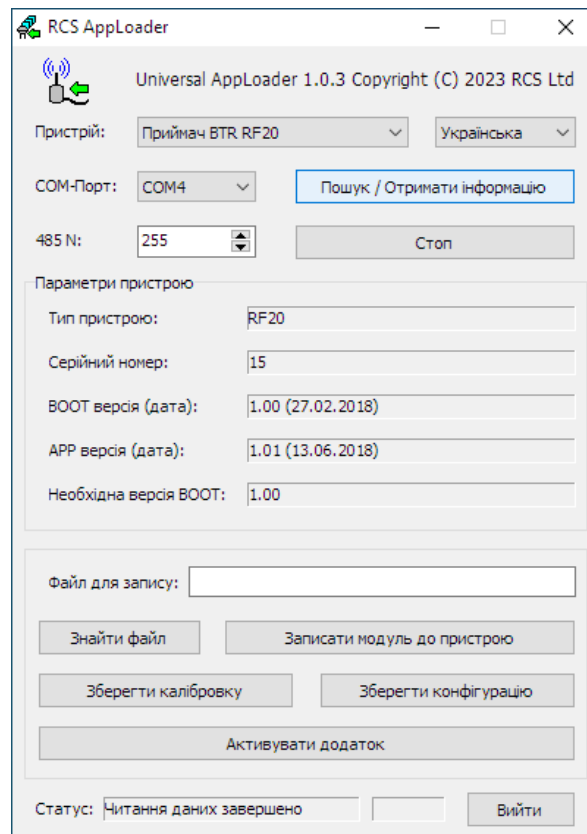 RCS AppLoader
Universal AppLoader 1.0.3 Copyright (C) 2023 RCS Ltd
Пристрій: Приймач BTR RF20 Українська
COM-Порт: COM4 Пошук / Отримати інформацію
485 N: 255 Стоп
Параметри пристрою
Тип пристрою: RF20
Серійний номер: 15
BOOT версія (дата): 1.00 (27.02.2018)
APP версія (дата): 1.01 (13.06.2018)
Необхідна версія BOOT: 1.00
Файл для запису:
Знайти файл Записати модуль до пристрою
Зберегти калібровку Зберегти конфігурацію
Активувати додаток
Статус: Читання даних завершено Вийти